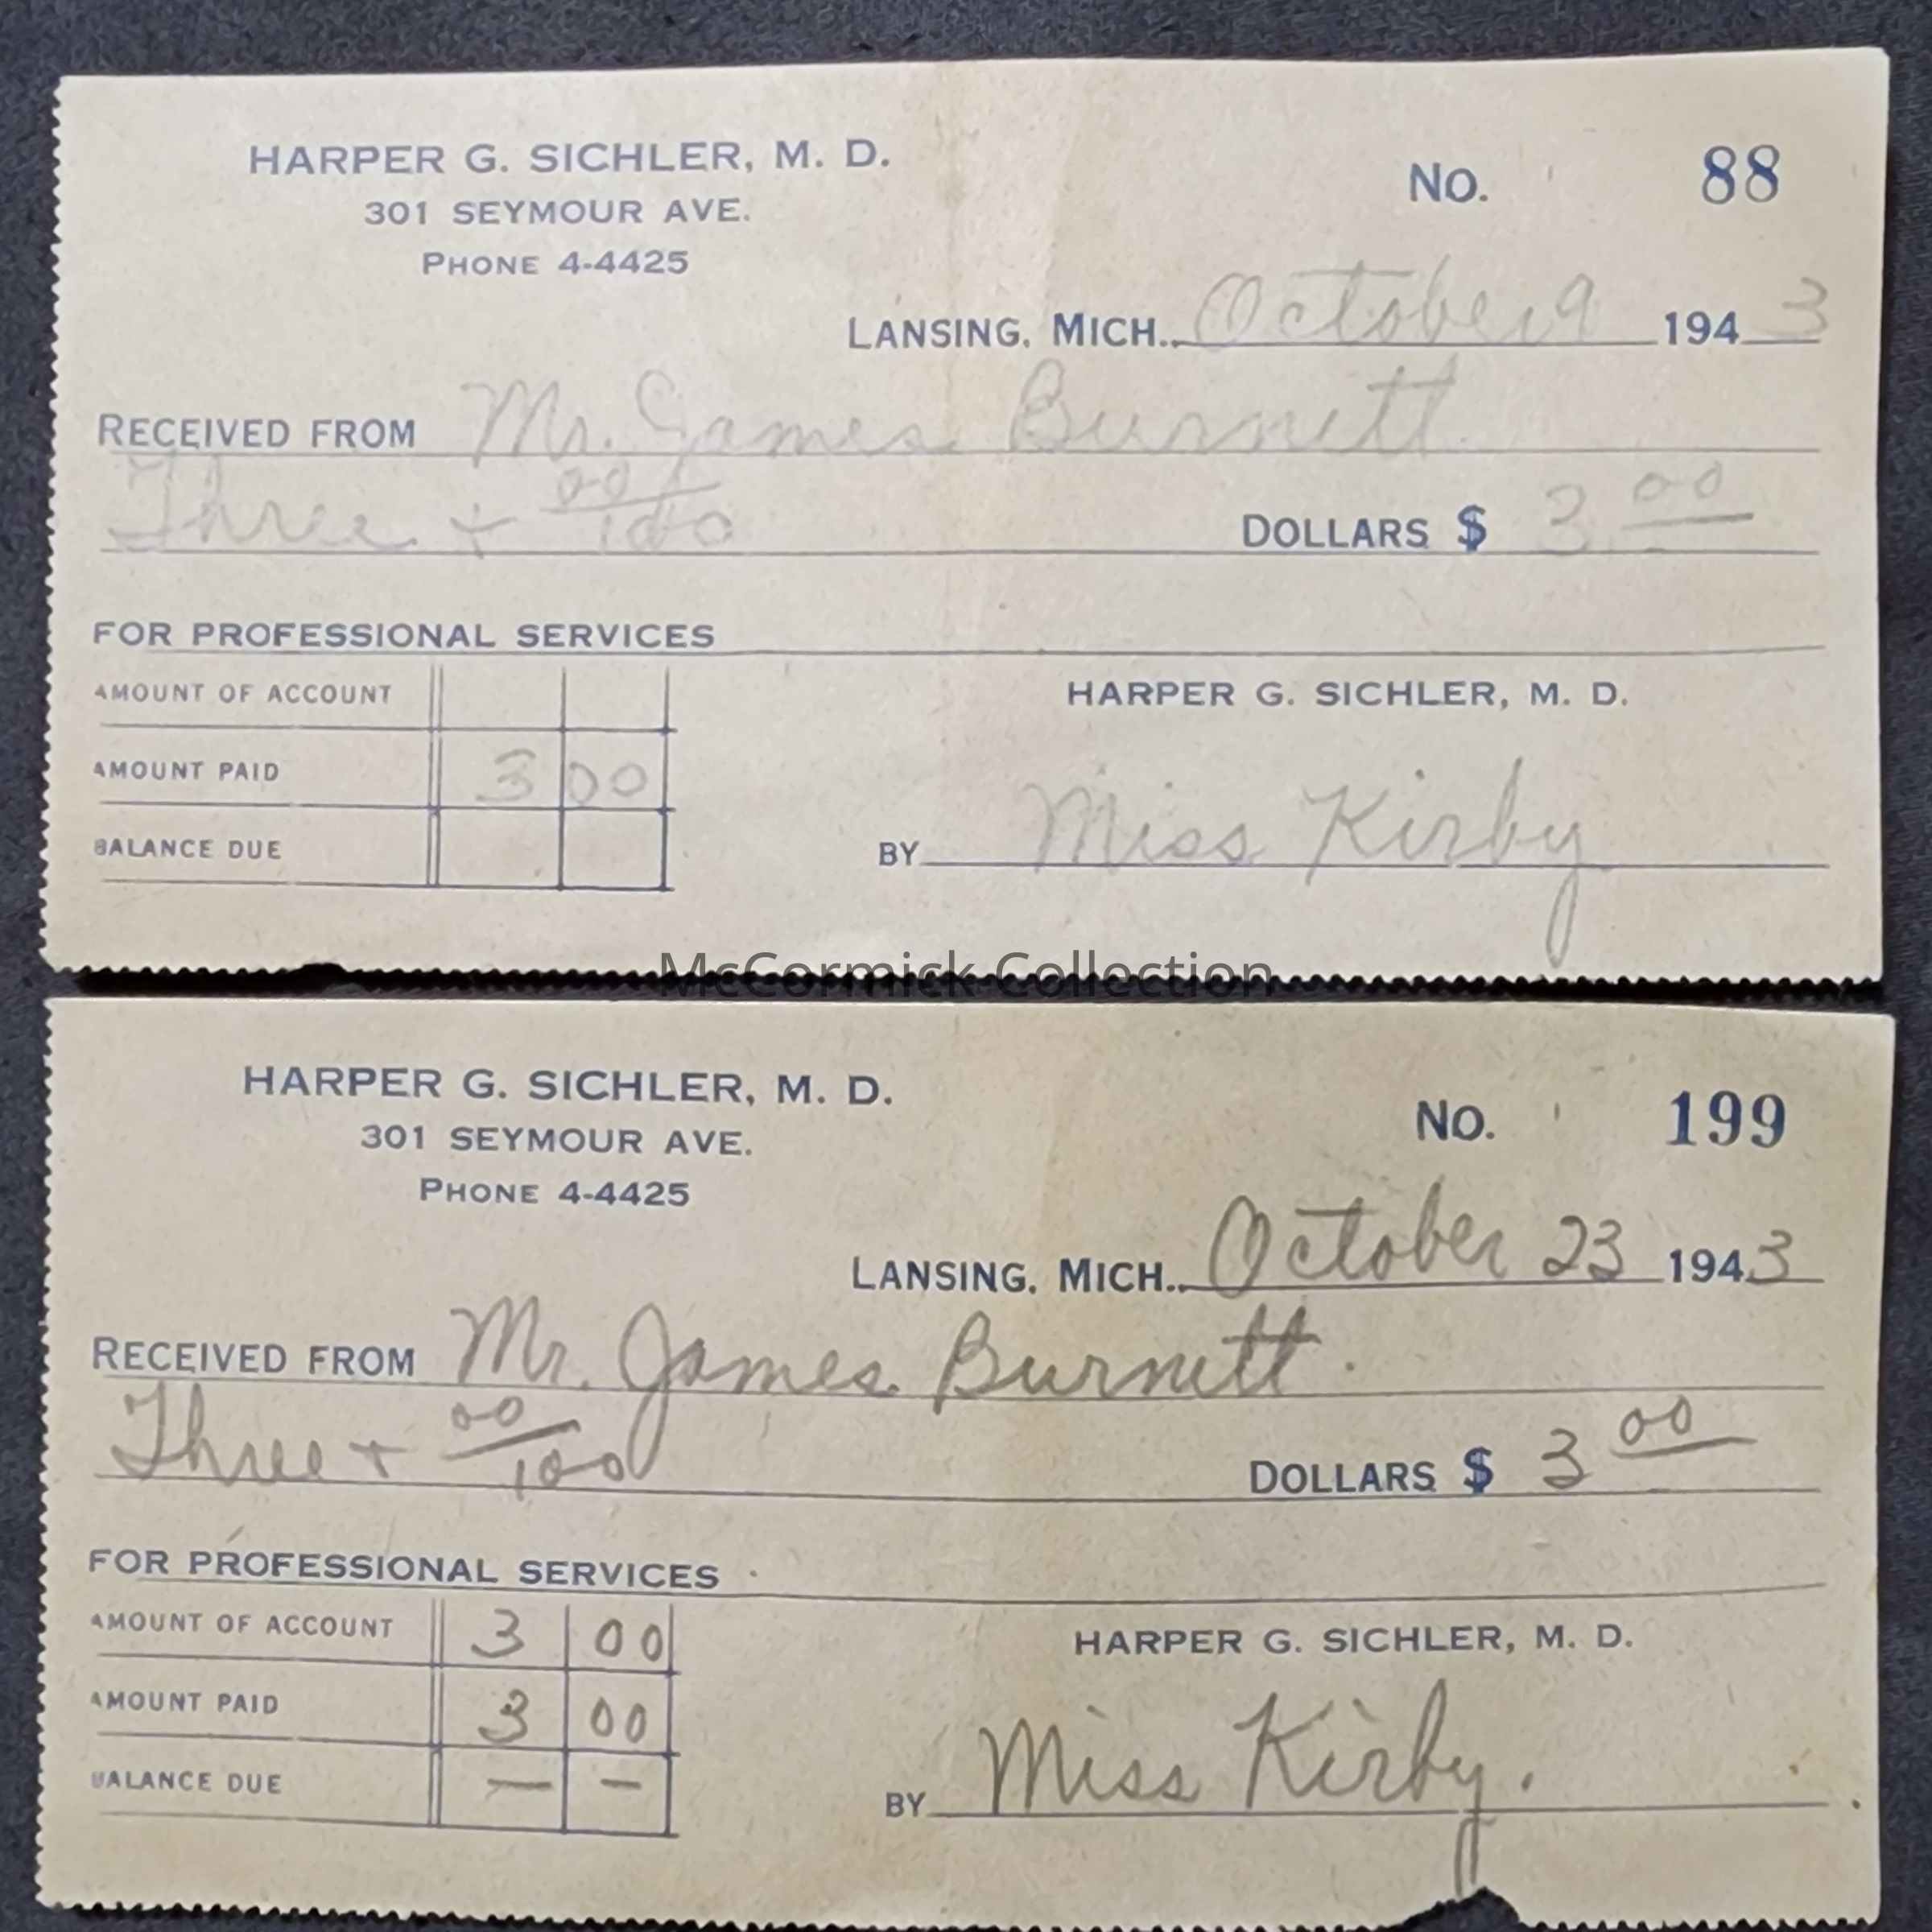 HARPER G. SICHLER, M. D.
301 SEYMOUR AVE.
PHONE 4-4425
No. 88
LANSING, MICH. October 9 1943
RECEIVED FROM Mr. James Burnett
Three + 00/100 DOLLARS $ 3 00
FOR PROFESSIONAL SERVICES
AMOUNT OF ACCOUNT
HARPER G. SICHLER, M. D.
AMOUNT PAID 3 00
BALANCE DUE
BY Miss Kirby
McCormick Collection
HARPER G. SICHLER, M. D.
301 SEYMOUR AVE.
PHONE 4-4425
No. 199
LANSING, MICH. October 23 1943
RECEIVED FROM Mr. James Burnett.
Three + 00/100 DOLLARS $ 3 00
FOR PROFESSIONAL SERVICES
AMOUNT OF ACCOUNT 3 00
HARPER G. SICHLER, M. D.
AMOUNT PAID 3 00
BALANCE DUE — –
BY Miss Kirby.